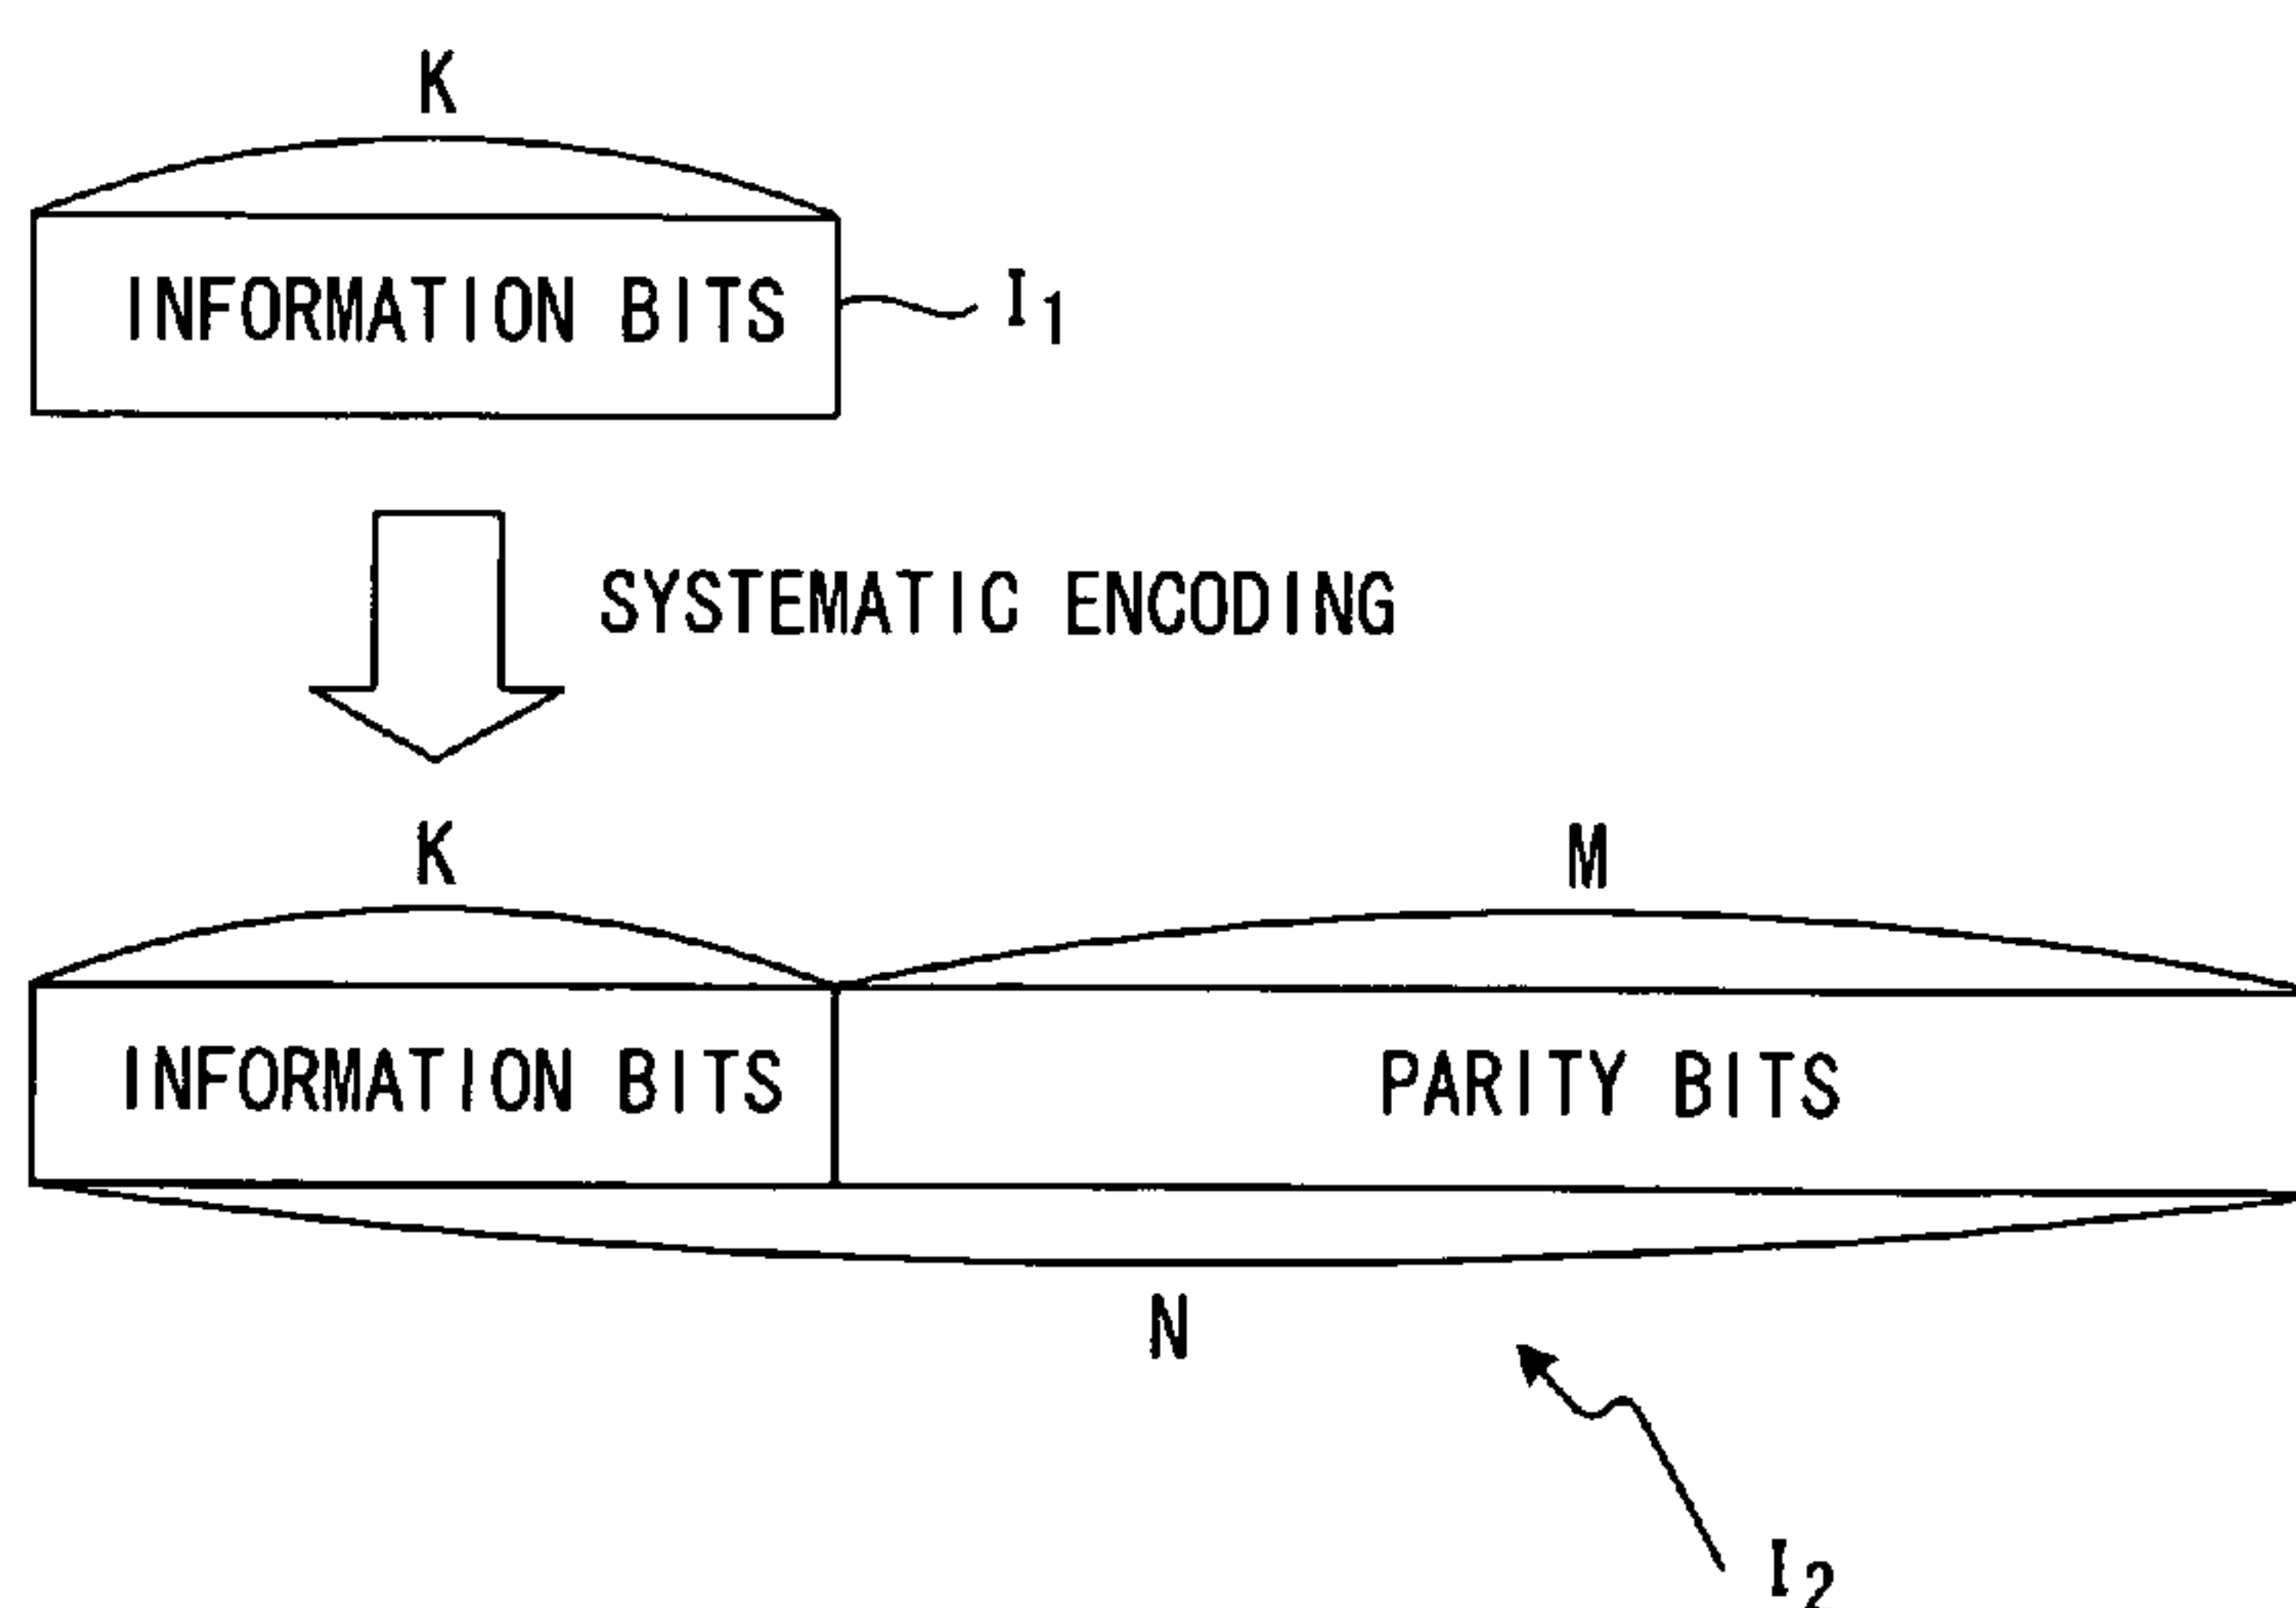 K
INFORMATION BITS
I1
SYSTEMATIC ENCODING
K
M
INFORMATION BITS
PARITY BITS
N
I2